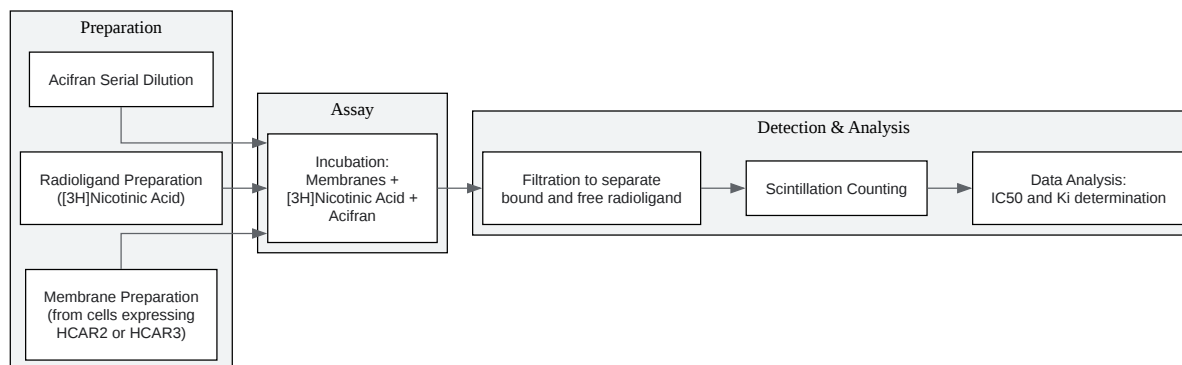 Preparation
Acifran Serial Dilution
Radioligand Preparation
([3H]Nicotinic Acid)
Membrane Preparation
(from cells expressing
HCAR2 or HCAR3)
Assay
Incubation:
Membranes +
[3H]Nicotinic Acid +
Acifran
Detection & Analysis
Filtration to separate
bound and free radioligand
Scintillation Counting
Data Analysis:
IC50 and Ki determination